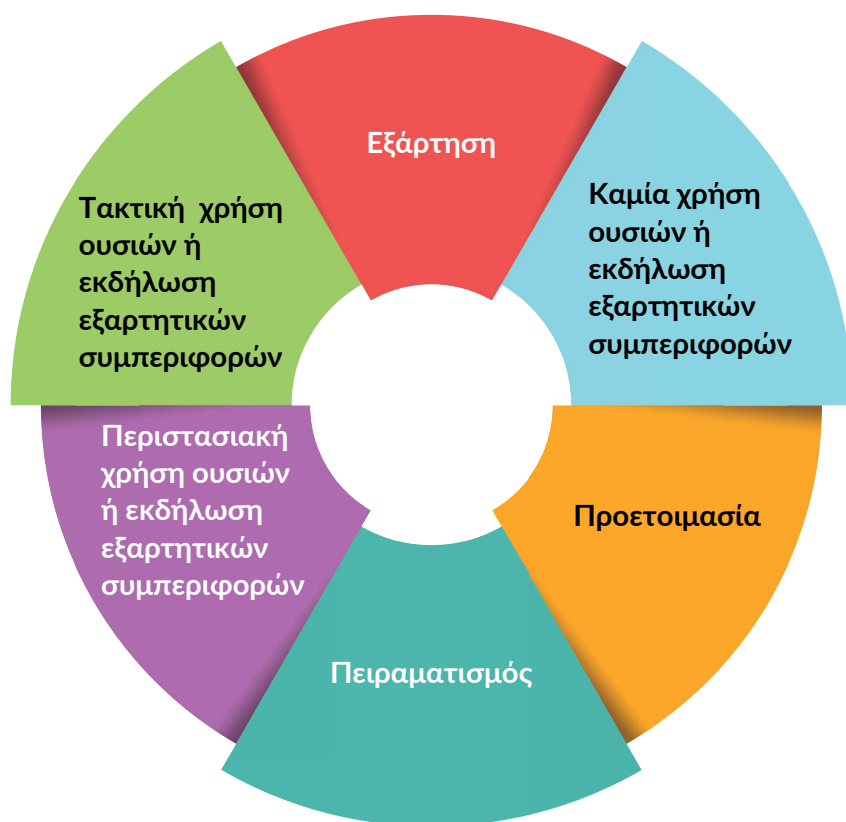 Εξάρτηση
Καμία χρήση
ουσιών ή
εκδήλωση
εξαρτητικών
συμπεριφορών
Προετοιμασία
Πειραματισμός
Περιστασιακή
χρήση ουσιών
ή εκδήλωση
εξαρτητικών
συμπεριφορών
Τακτική χρήση
ουσιών ή
εκδήλωση
εξαρτητικών
συμπεριφορών